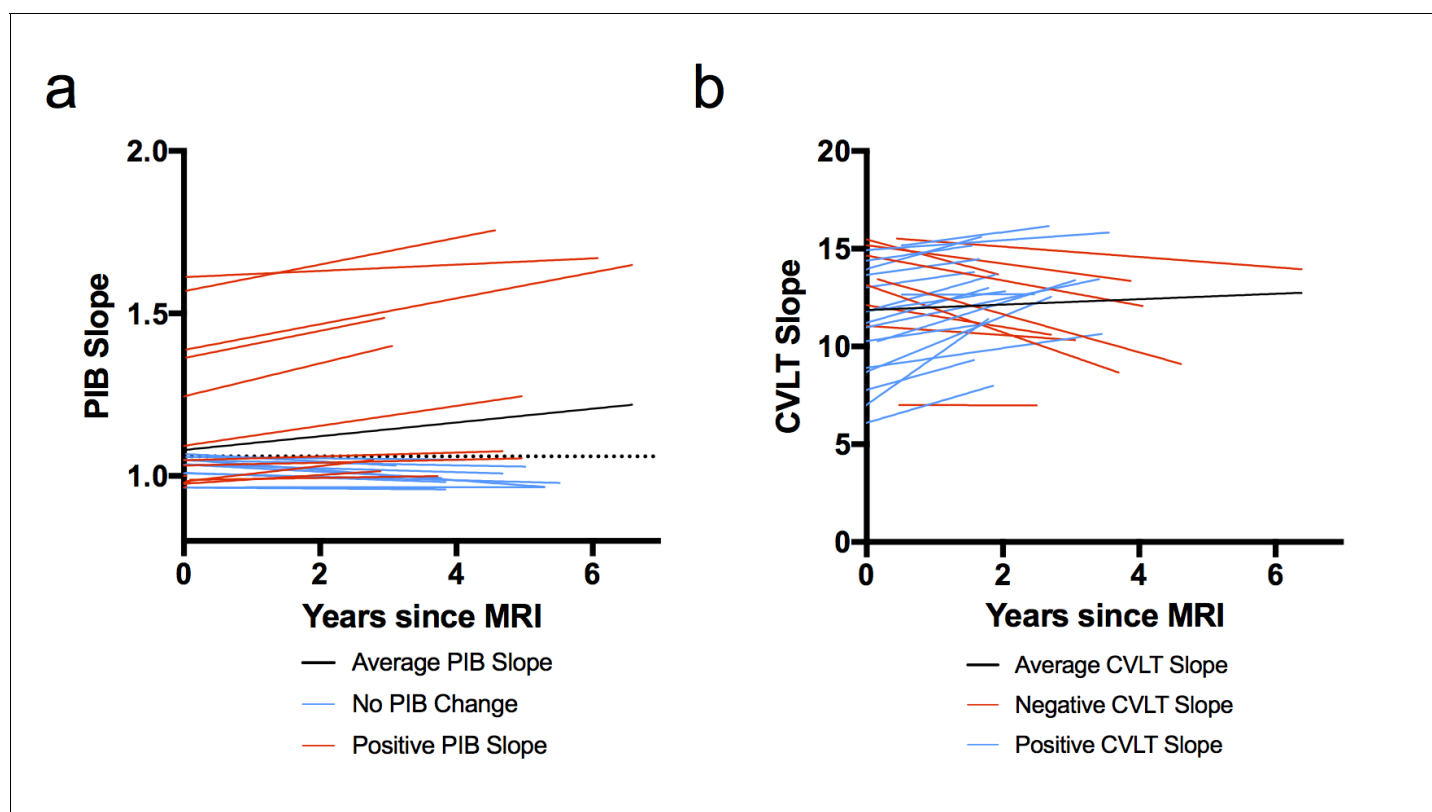 a
2.0
1.5
1.0
PIB Slope
0 2 4 6
Years since MRI
Average PIB Slope
No PIB Change
Positive PIB Slope
b
20
15
10
5
0
CVLT Slope
0 2 4 6
Years since MRI
Average CVLT Slope
Negative CVLT Slope
Positive CVLT Slope